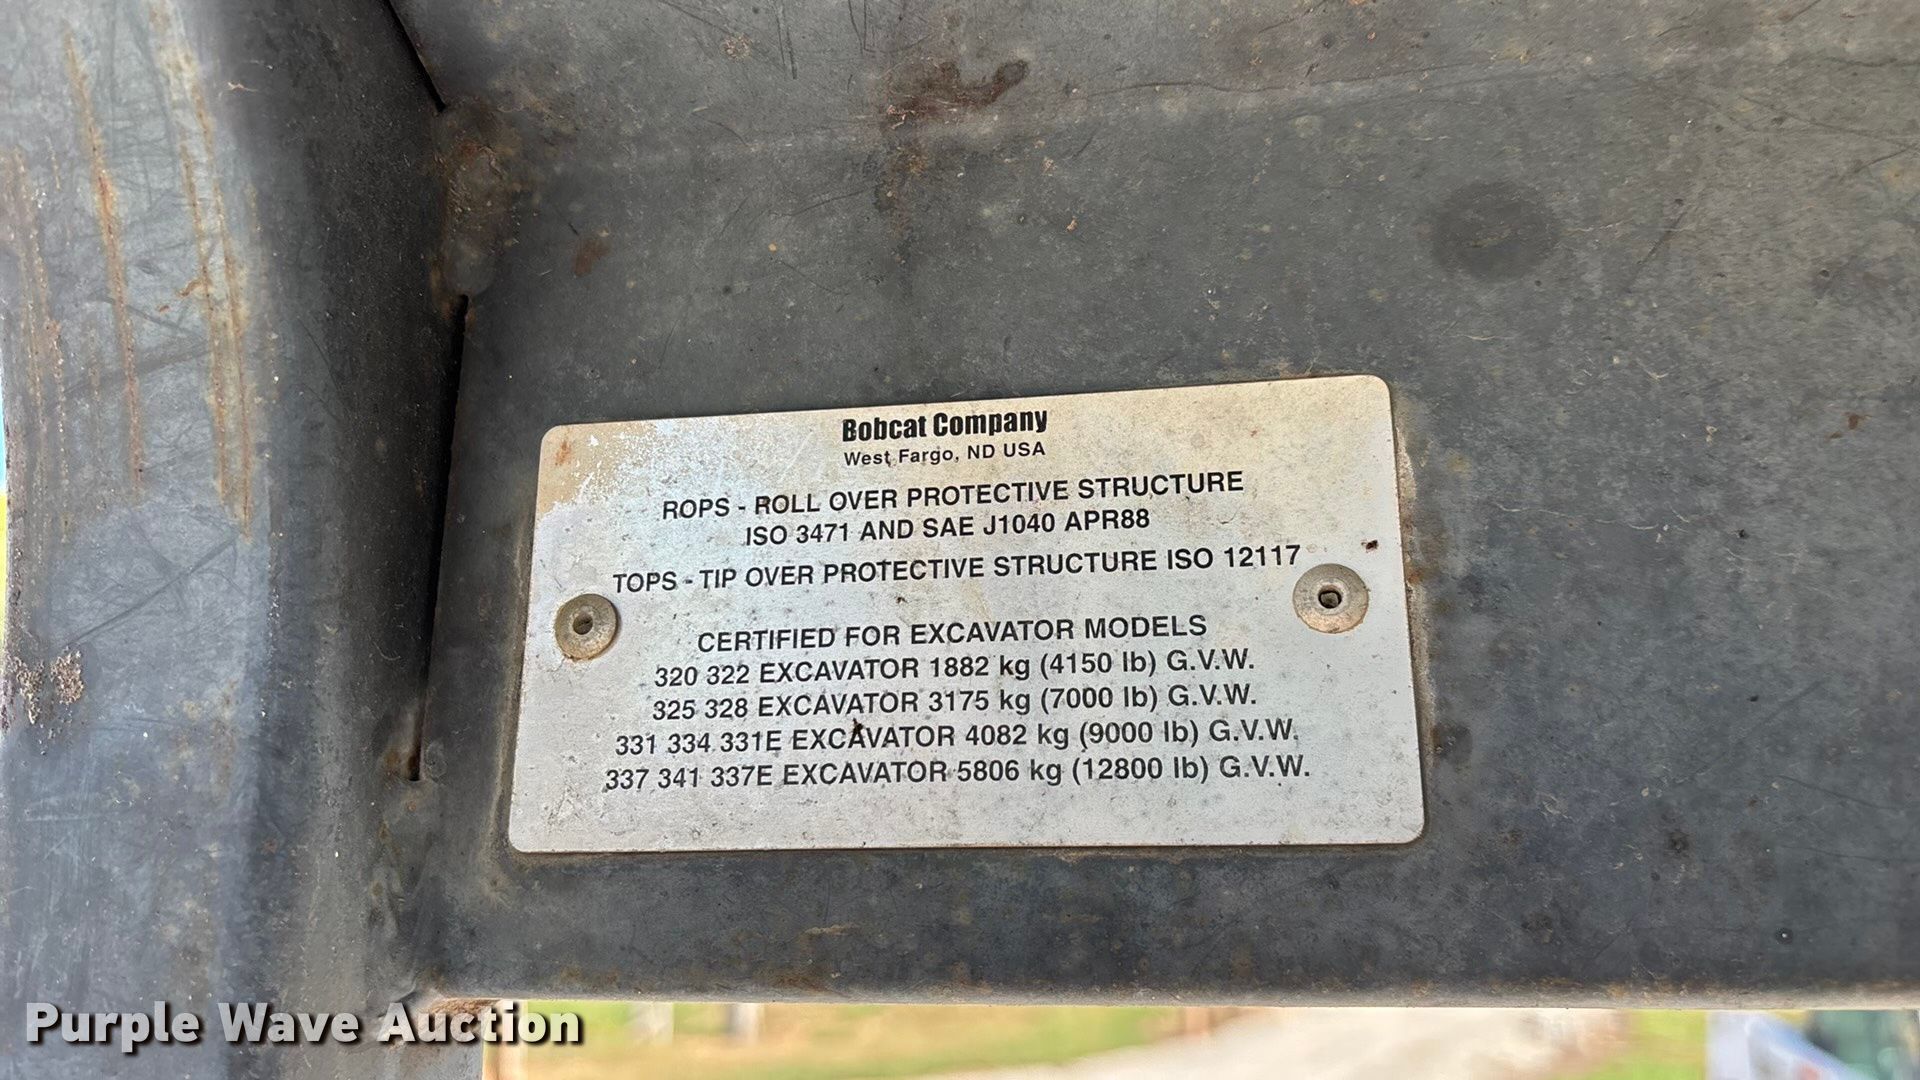 Bobcat Company
West Fargo, ND USA
ROPS - ROLL OVER PROTECTIVE STRUCTURE
ISO 3471 AND SAE J1040 APR88
TOPS - TIP OVER PROTECTIVE STRUCTURE ISO 12117
CERTIFIED FOR EXCAVATOR MODELS
320 322 EXCAVATOR 1882 kg (4150 lb) G.V.W.
325 328 EXCAVATOR 3175 kg (7000 lb) G.V.W.
331 334 331E EXCAVATOR 4082 kg (9000 lb) G.V.W.
337 341 337E EXCAVATOR 5806 kg (12800 lb) G.V.W.
Purple Wave Auction